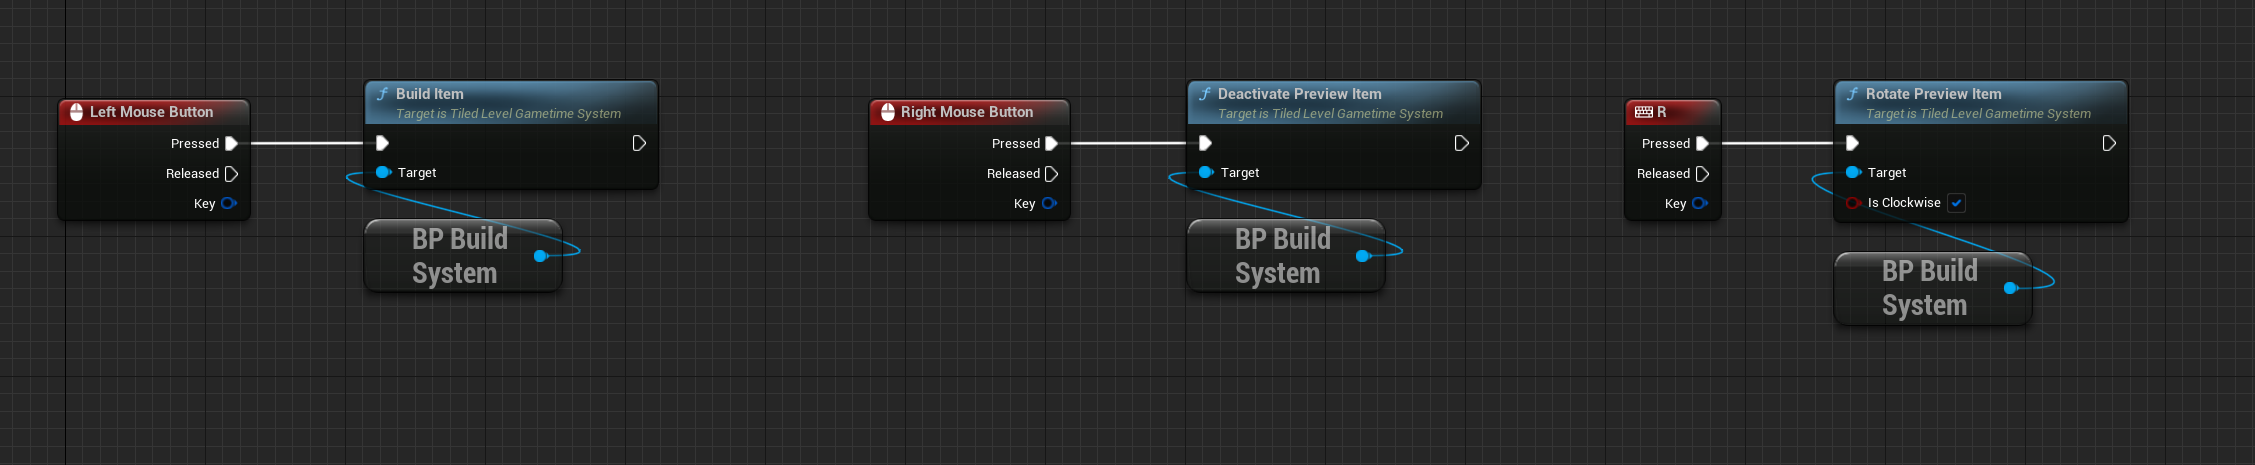 Left Mouse Button
Pressed
Released
Key
f Build Item
Target is Tiled Level Gametime System
Target
BP Build
System
Right Mouse Button
Pressed
Released
Key
f Deactivate Preview Item
Target is Tiled Level Gametime System
Target
BP Build
System
R
Pressed
Released
Key
f Rotate Preview Item
Target is Tiled Level Gametime System
Target
Is Clockwise
BP Build
System